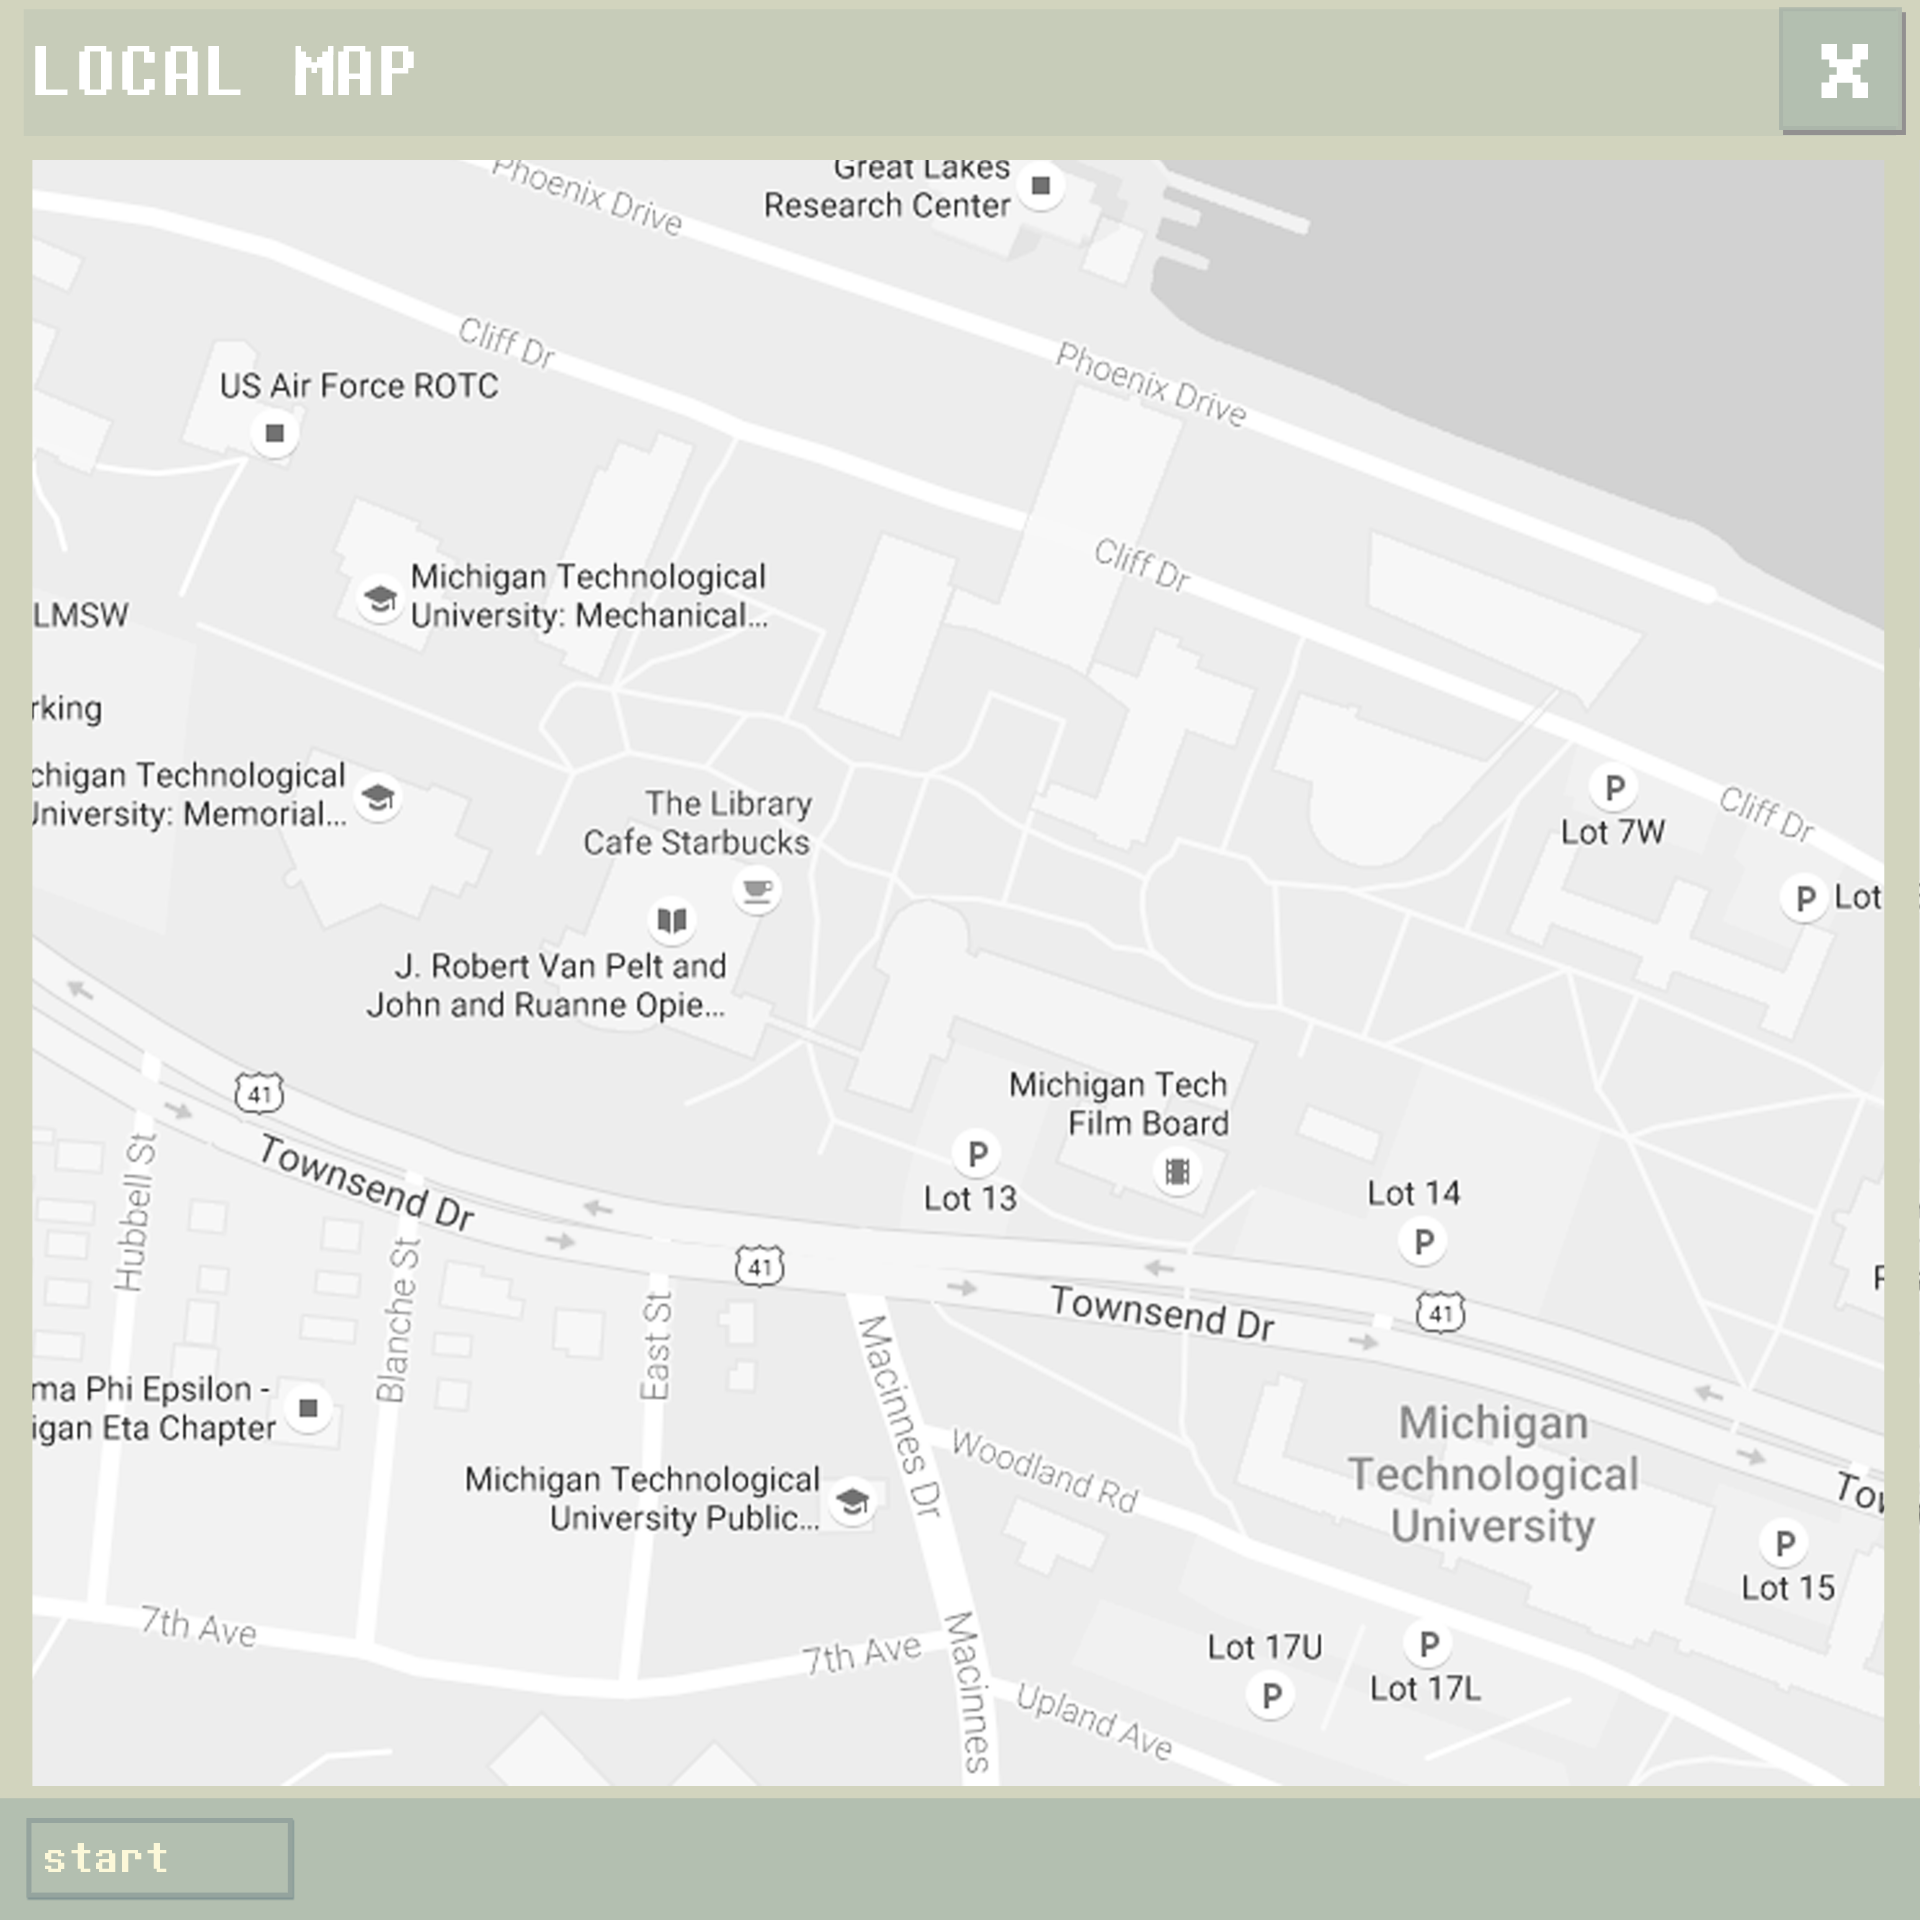 LOCAL MAP
X
Great Lakes
Research Center
Phoenix Drive
Cliff Dr
Phoenix Drive
US Air Force ROTC
Cliff Dr
Michigan Technological
University: Mechanical...
LMSW
rking
chigan Technological
University: Memorial...
The Library
Cafe Starbucks
P
Lot 7W
Cliff Dr
P Lot
J. Robert Van Pelt and
John and Ruanne Opie...
41
Michigan Tech
Film Board
P
Lot 13
Lot 14
P
Hubbell St
Townsend Dr
Blanche St
41
East St
Townsend Dr
41
Macinnes Dr
ma Phi Epsilon -
igan Eta Chapter
Michigan
Technological
University
Woodland Rd
Michigan Technological
University Public...
Tow
P
Lot 15
7th Ave
7th Ave
Macinnes
Lot 17U
P
P
Lot 17L
Upland Ave
start